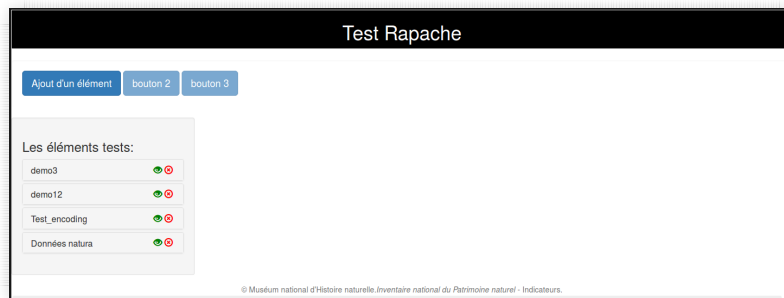 Test Rapache
Ajout d'un élément bouton 2 bouton 3
Les éléments tests:
demo3
demo12
Test_encoding
Données natura
© Muséum national d'Histoire naturelle.Inventaire national du Patrimoine naturel - Indicateurs.